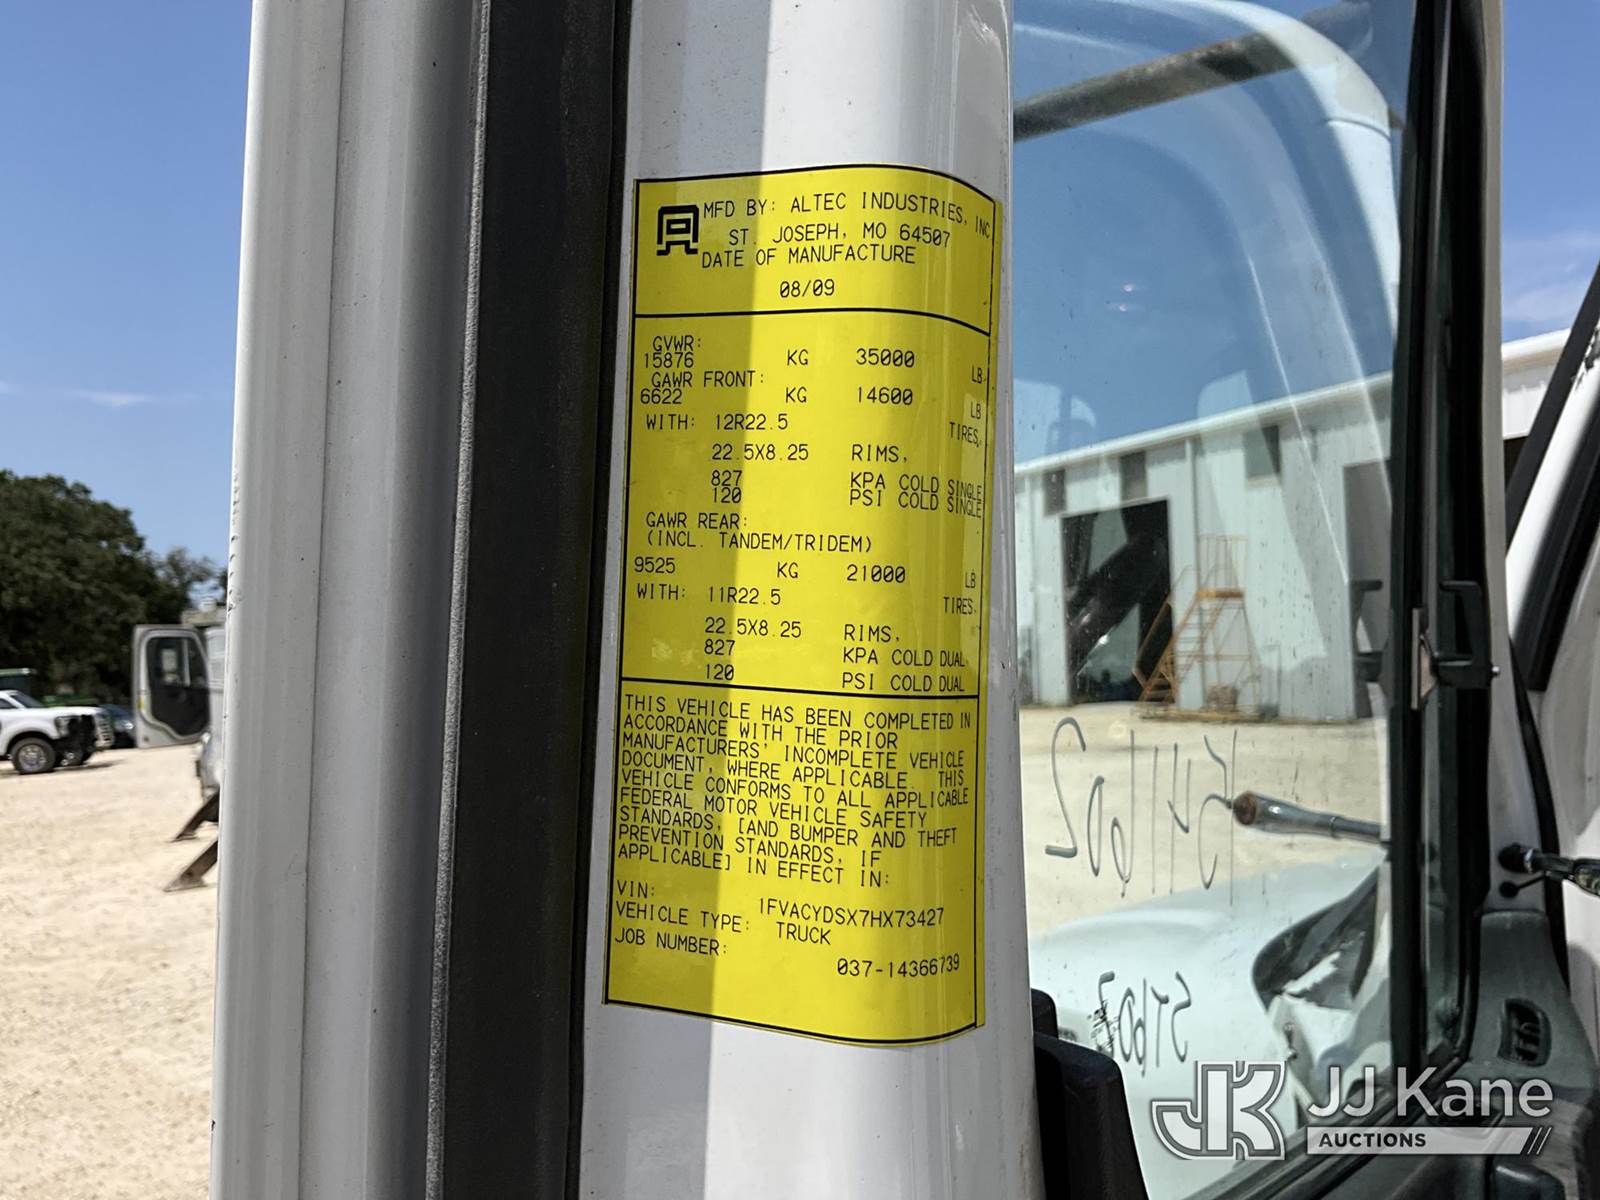 MFD BY: ALTEC INDUSTRIES, INC
ST. JOSEPH, MO 64507
DATE OF MANUFACTURE
08/09
GVWR:
15876 KG 35000 LB.
GAWR FRONT:
6622 KG 14600 LB
WITH: 12R22.5 TIRES,
22.5X8.25 RIMS,
827 KPA COLD SINGLE
120 PSI COLD SINGLE
GAWR REAR:
(INCL. TANDEM/TRIDEM)
9525 KG 21000 LB
WITH: 11R22.5 TIRES,
22.5X8.25 RIMS,
827 KPA COLD DUAL
120 PSI COLD DUAL
THIS VEHICLE HAS BEEN COMPLETED IN
ACCORDANCE WITH THE PRIOR
MANUFACTURERS' INCOMPLETE VEHICLE
DOCUMENT, WHERE APPLICABLE. THIS
VEHICLE CONFORMS TO ALL APPLICABLE
FEDERAL MOTOR VEHICLE SAFETY
STANDARDS, [AND BUMPER AND THEFT
PREVENTION STANDARDS, IF
APPLICABLE] IN EFFECT IN:
VIN: 1FVACYDSX7HX73427
VEHICLE TYPE: TRUCK
JOB NUMBER: 037-14366739
JK JJ Kane
AUCTIONS